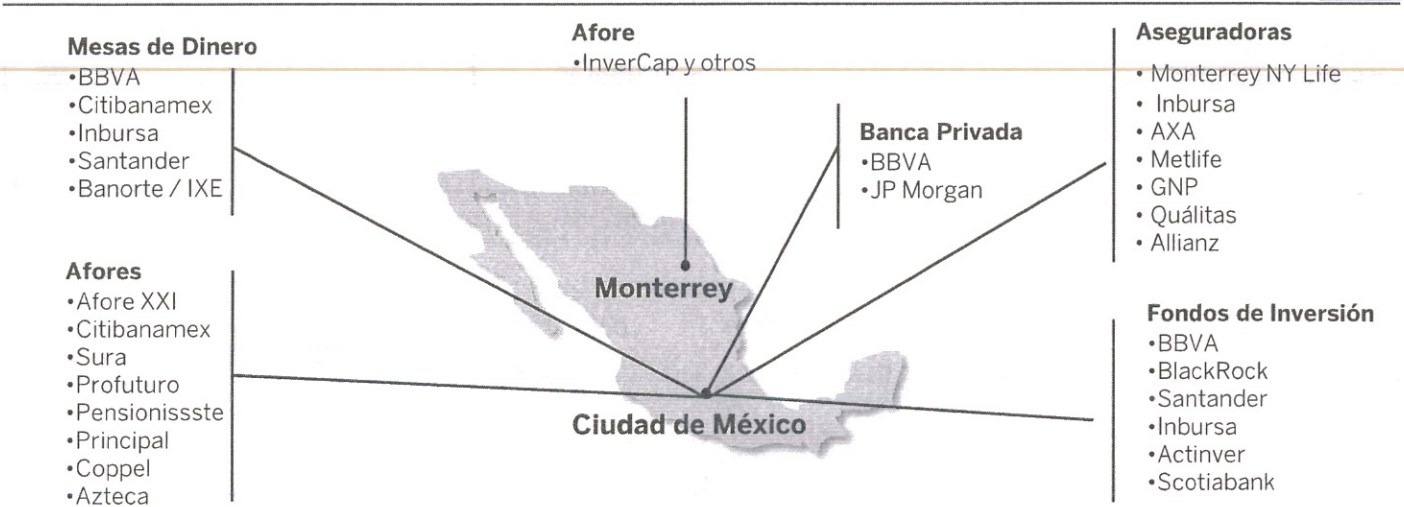 Mesas de Dinero
•BBVA
•Citibanamex
•Inbursa
•Santander
•Banorte / IXE
Afore
•InverCap y otros
Banca Privada
•BBVA
•JP Morgan
Aseguradoras
• Monterrey NY Life
• Inbursa
• AXA
• Metlife
• GNP
• Quálitas
• Allianz
Monterrey
Afores
•Afore XXI
•Citibanamex
•Sura
•Profuturo
•Pensionissste
•Principal
•Coppel
•Azteca
Ciudad de México
Fondos de Inversión
•BBVA
•BlackRock
•Santander
•Inbursa
•Actinver
•Scotiabank